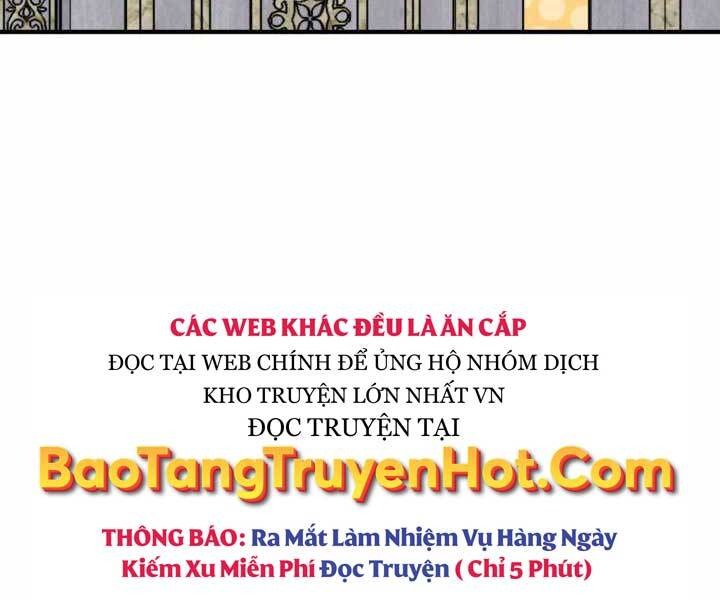 CÁC WEB KHÁC ĐỀU LÀ ĂN CẮP
ĐỌC TẠI WEB CHÍNH ĐỂ ỦNG HỘ NHÓM DỊCH
KHO TRUYỆN LỚN NHẤT VN
ĐỌC TRUYỆN TẠI
BaoTangTruyenHot.Com
THÔNG BÁO: Ra Mắt Làm Nhiệm Vụ Hàng Ngày
Kiếm Xu Miễn Phí Đọc Truyện ( Chỉ 5 Phút)